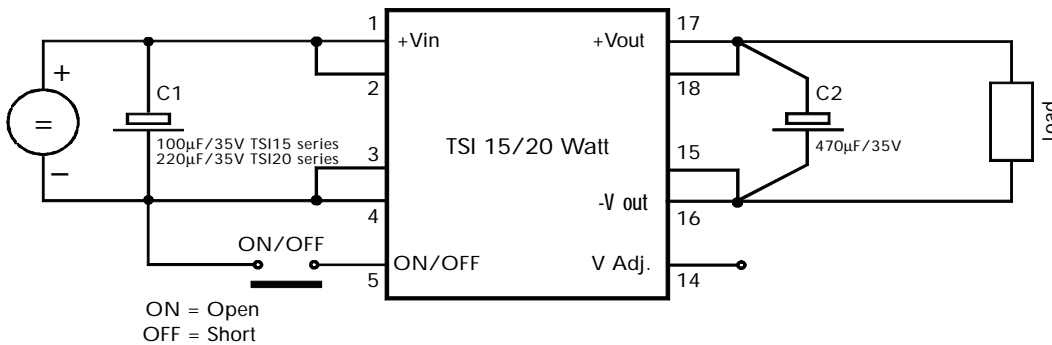 1
+Vin
2
+
C1
=
100µF/35V TSI15 series
220µF/35V TSI20 series
−
3
4
ON/OFF
5
ON/OFF
ON = Open
OFF = Short
TSI 15/20 Watt
17
+Vout
18
C2
470µF/35V
15
-V out
16
V Adj.
14
Load